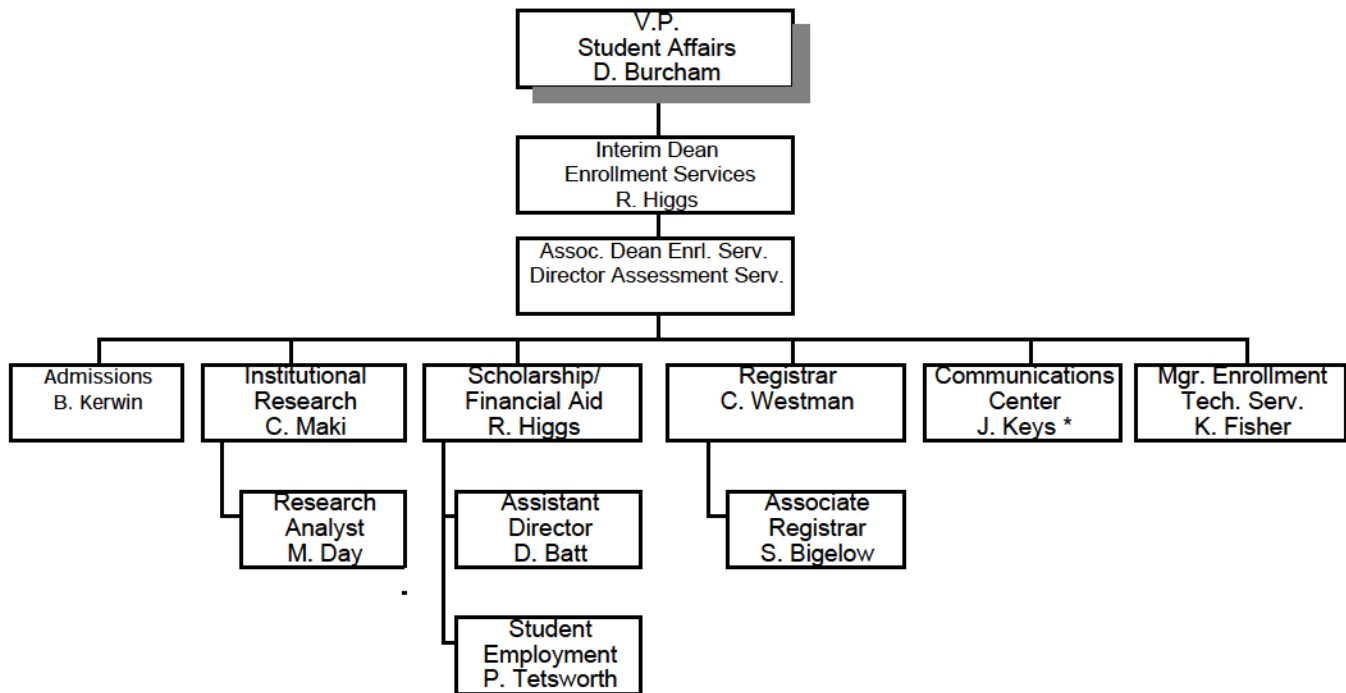 V.P.
Student Affairs
D. Burcham
Interim Dean
Enrollment Services
R. Higgs
Assoc. Dean Enrl. Serv.
Director Assessment Serv.
Admissions
B. Kerwin
Institutional
Research
C. Maki
Scholarship/
Financial Aid
R. Higgs
Registrar
C. Westman
Communications
Center
J. Keys *
Mgr. Enrollment
Tech. Serv.
K. Fisher
Research
Analyst
M. Day
Assistant
Director
D. Batt
Associate
Registrar
S. Bigelow
Student
Employment
P. Tetsworth